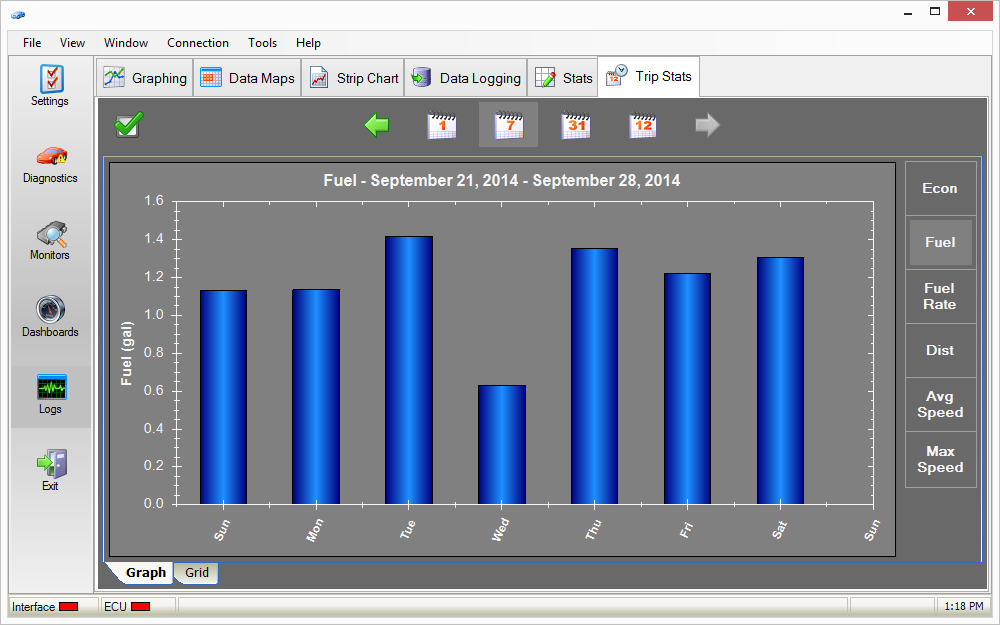 File View Window Connection Tools Help
Settings
Diagnostics
Monitors
Dashboards
Logs
Exit
Graphing Data Maps Strip Chart Data Logging Stats 12 Trip Stats
1 7 31 12
Fuel - September 21, 2014 - September 28, 2014
Fuel (gal)
1.6
1.4
1.2
1.0
0.8
0.6
0.4
0.2
0.0
Sun Mon Tue Wed Thu Fri Sat Sun
Econ
Fuel
Fuel
Rate
Dist
Avg
Speed
Max
Speed
Graph Grid
Interface ECU 1:18 PM